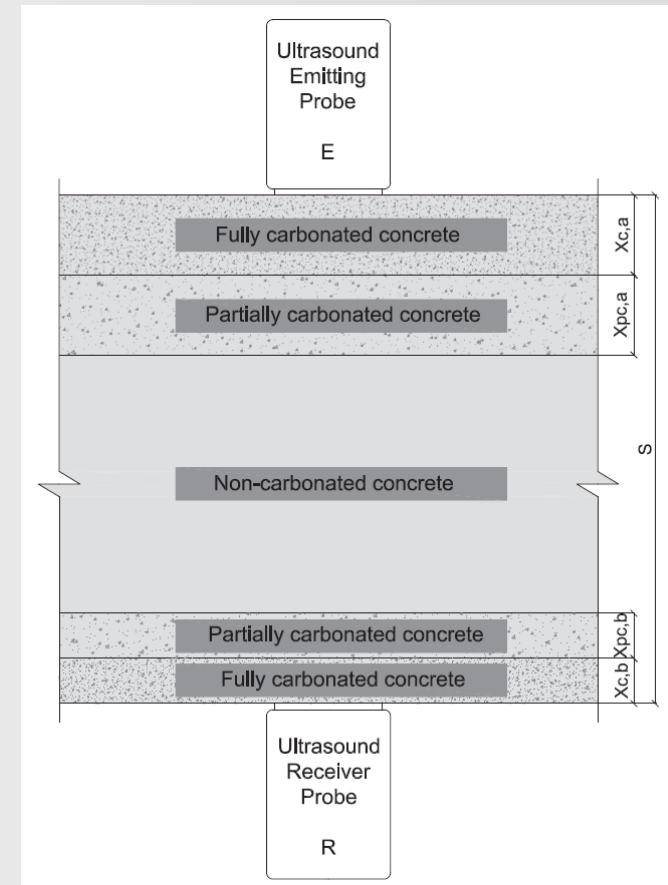 Ultrasound
Emitting
Probe
E
Fully carbonated concrete
Xc,a
Partially carbonated concrete
Xpc,a
Non-carbonated concrete
S
Partially carbonated concrete
Xpc,b
Fully carbonated concrete
Xc,b
Ultrasound
Receiver
Probe
R